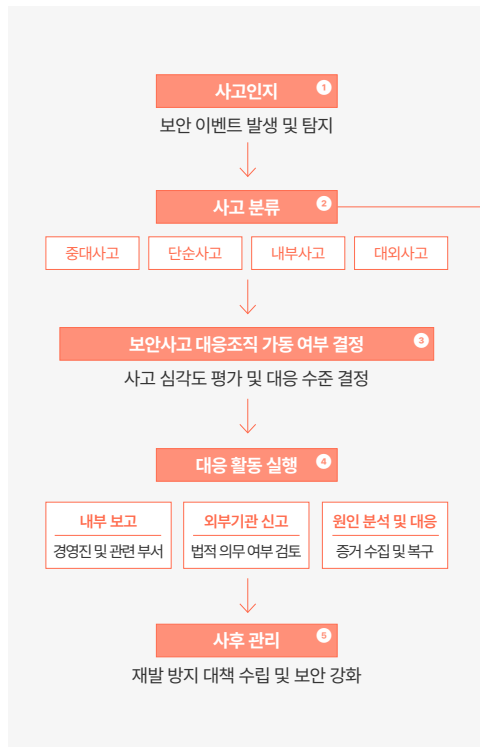 사고인지 1
보안 이벤트 발생 및 탐지
사고 분류 2
중대사고 단순사고 내부사고 대외사고
보안사고 대응조직 가동 여부 결정 3
사고 심각도 평가 및 대응 수준 결정
대응 활동 실행 4
내부 보고 외부기관 신고 원인 분석 및 대응
경영진 및 관련 부서 법적 의무 여부 검토 증거 수집 및 복구
사후 관리 5
재발 방지 대책 수립 및 보안 강화